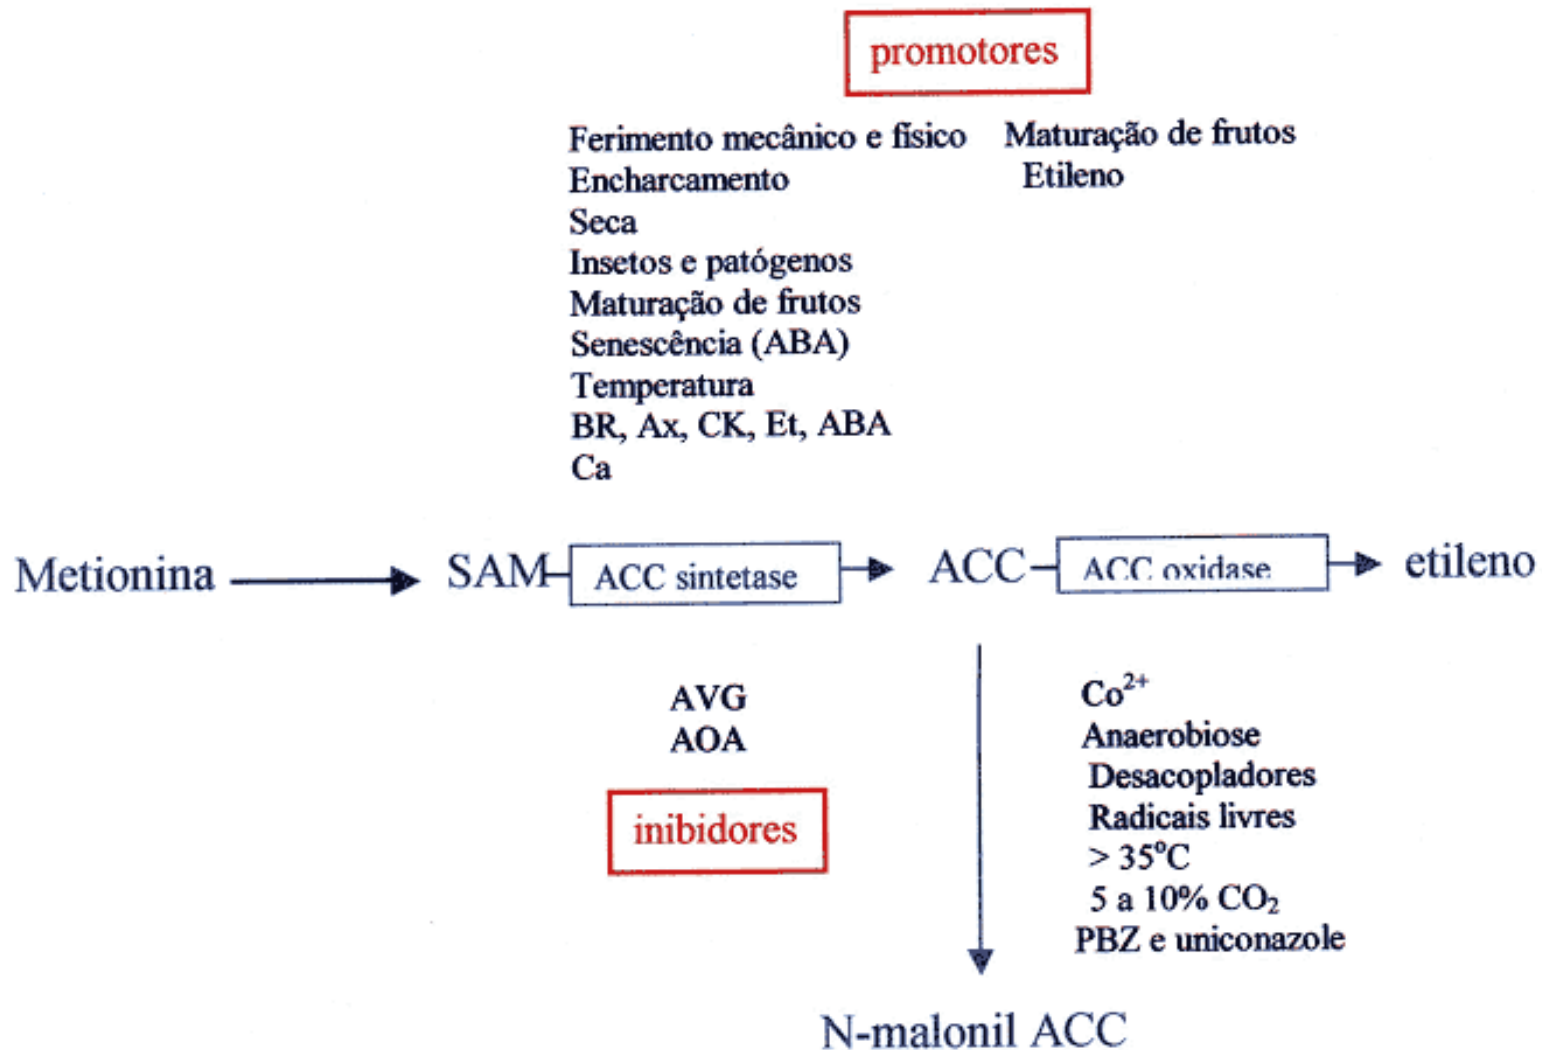 promotores
Ferimento mecânico e físico
Encharcamento
Seca
Insetos e patógenos
Maturação de frutos
Senescência (ABA)
Temperatura
BR, Ax, CK, Et, ABA
Ca
Maturação de frutos
Etileno
Metionina SAM ACC sintetase ACC ACC oxidase etileno
AVG
AOA
inibidores
Co²⁺
Anaerobiose
Desacopladores
Radicais livres
> 35°C
5 a 10% CO₂
PBZ e uniconazole
N-malonil ACC